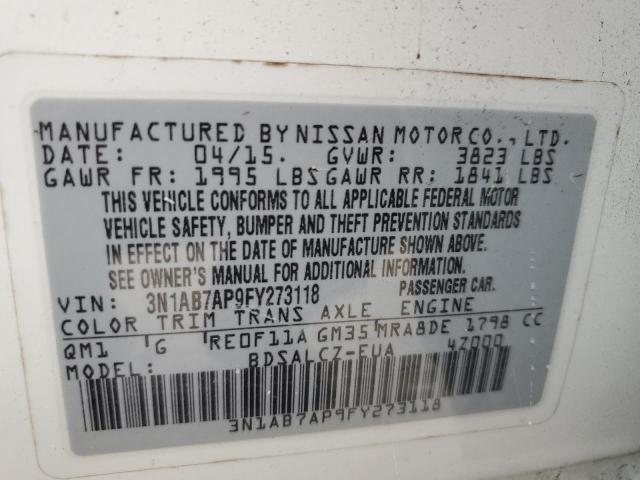 MANUFACTURED BY NISSAN MOTOR CO., LTD.
DATE: 04/15. GVWR: 3823 LBS
GAWR FR: 1995 LBS GAWR RR: 1841 LBS
THIS VEHICLE CONFORMS TO ALL APPLICABLE FEDERAL MOTOR
VEHICLE SAFETY, BUMPER AND THEFT PREVENTION STANDARDS
IN EFFECT ON THE DATE OF MANUFACTURE SHOWN ABOVE.
SEE OWNER'S MANUAL FOR ADDITIONAL INFORMATION.
VIN: 3N1AB7AP9FY273118 PASSENGER CAR.
COLOR TRIM TRANS AXLE ENGINE
QM1 G RE0F11A GM35 MRA8DE 1798 CC
MODEL: BDSALCZ-EUA 4Z000
3N1AB7AP9FY273118